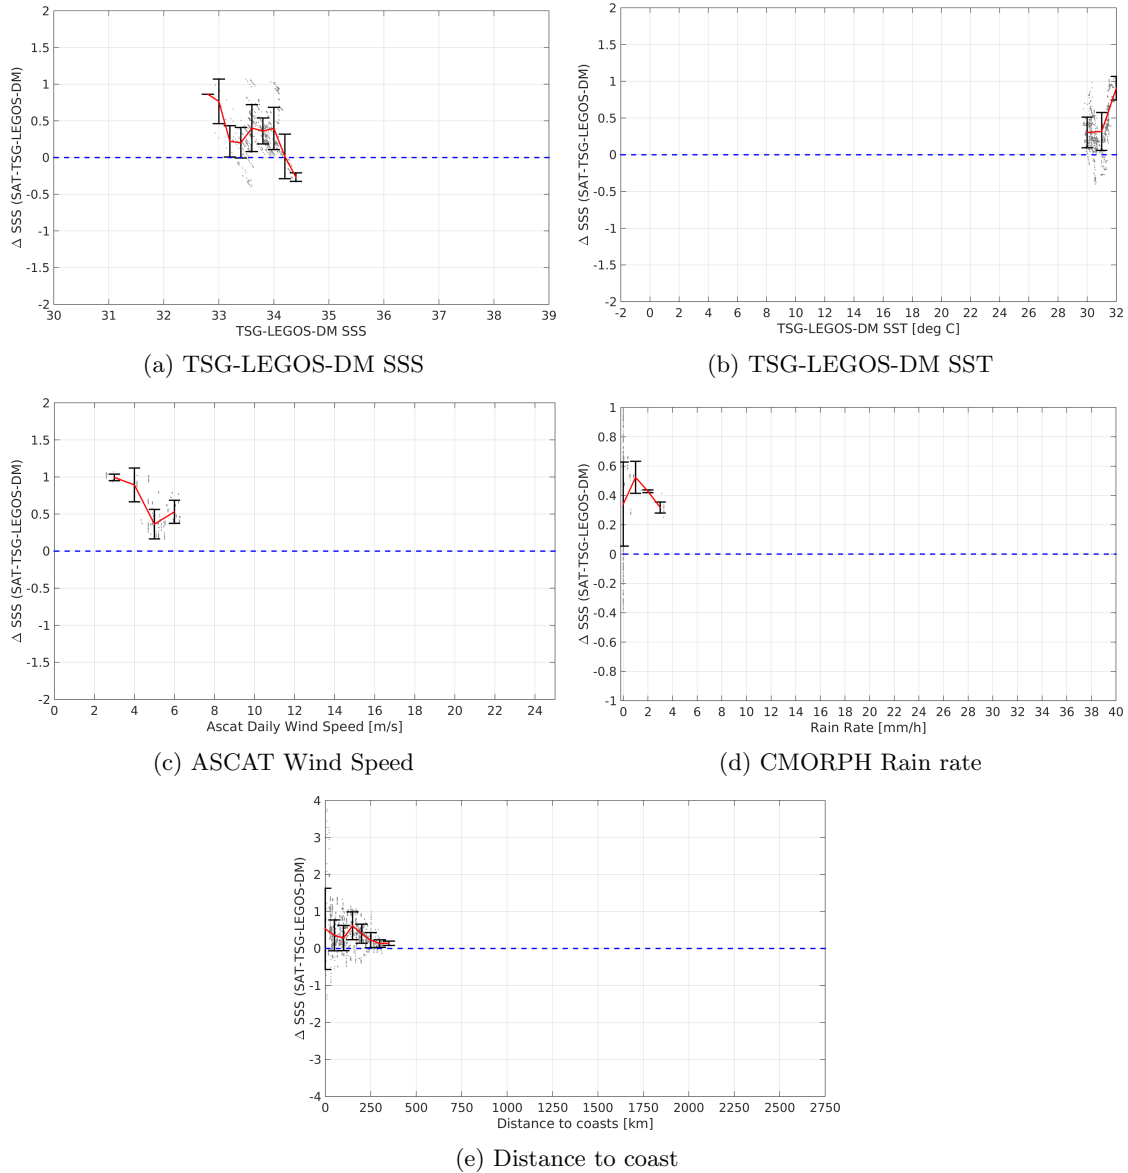 2
1.5
1
0.5
0
-0.5
-1
-1.5
-2
Δ SSS (SAT-TSG-LEGOS-DM)
30 31 32 33 34 35 36 37 38 39
TSG-LEGOS-DM SSS
(a) TSG-LEGOS-DM SSS
2
1.5
1
0.5
0
-0.5
-1
-1.5
-2
Δ SSS (SAT-TSG-LEGOS-DM)
-2 0 2 4 6 8 10 12 14 16 18 20 22 24 26 28 30 32
TSG-LEGOS-DM SST [deg C]
(b) TSG-LEGOS-DM SST
2
1.5
1
0.5
0
-0.5
-1
-1.5
-2
Δ SSS (SAT-TSG-LEGOS-DM)
0 2 4 6 8 10 12 14 16 18 20 22 24
Ascat Daily Wind Speed [m/s]
(c) ASCAT Wind Speed
1
0.8
0.6
0.4
0.2
0
-0.2
-0.4
-0.6
-0.8
-1
Δ SSS (SAT-TSG-LEGOS-DM)
0 2 4 6 8 10 12 14 16 18 20 22 24 26 28 30 32 34 36 38 40
Rain Rate [mm/h]
(d) CMORPH Rain rate
4
3
2
1
0
-1
-2
-3
-4
Δ SSS (SAT-TSG-LEGOS-DM)
0 250 500 750 1000 1250 1500 1750 2000 2250 2500 2750
Distance to coasts [km]
(e) Distance to coast